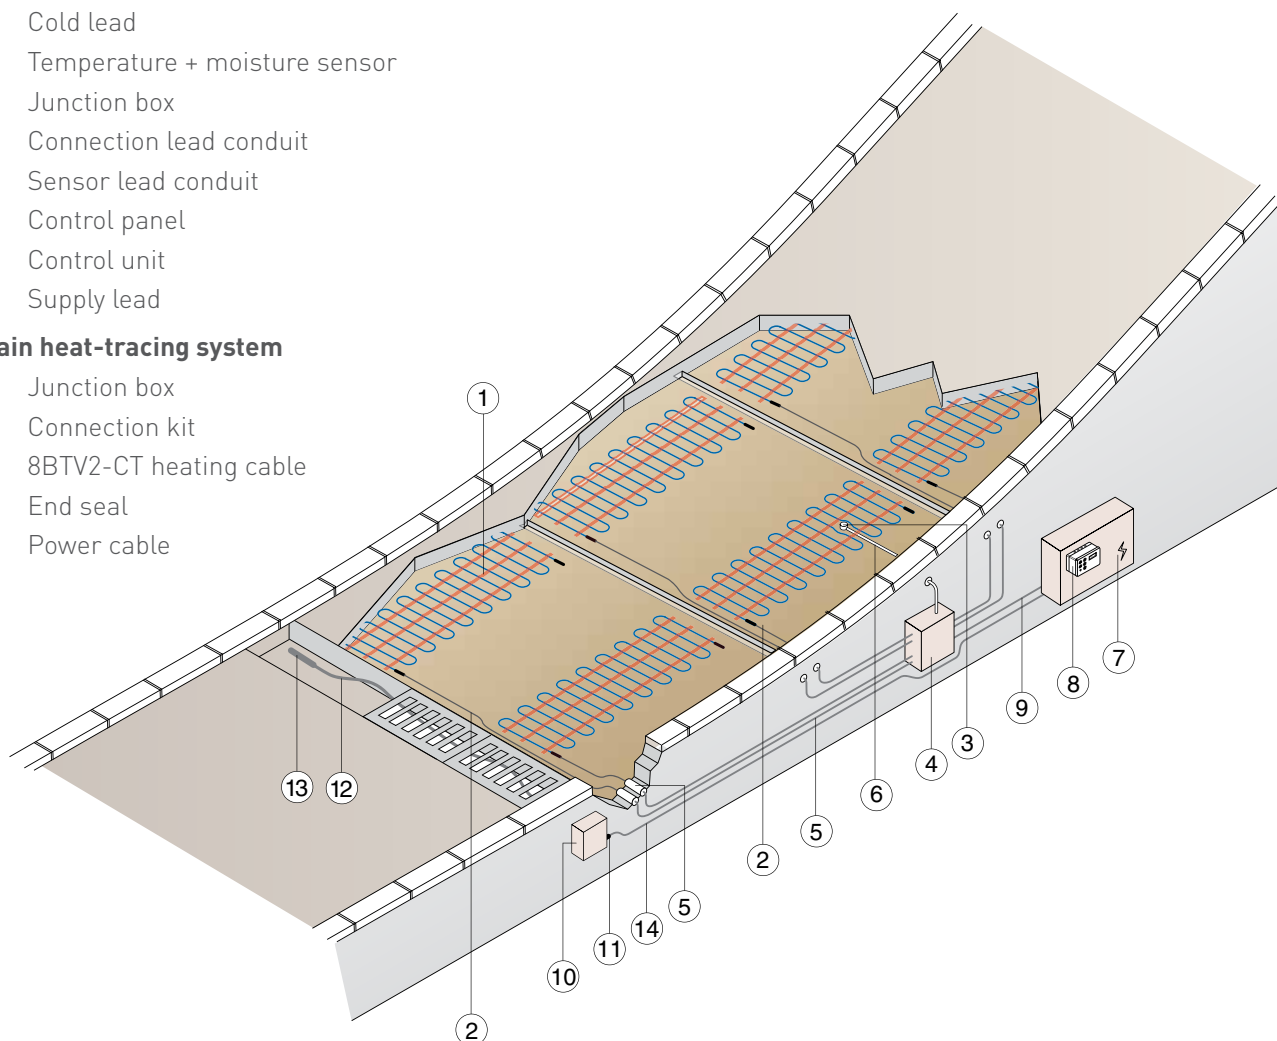 Cold lead
Temperature + moisture sensor
Junction box
Connection lead conduit
Sensor lead conduit
Control panel
Control unit
Supply lead
ain heat-tracing system
Junction box
Connection kit
8BTV2-CT heating cable
End seal
Power cable
1
13
12
10
11
14
5
2
2
5
6
4
3
9
8
7